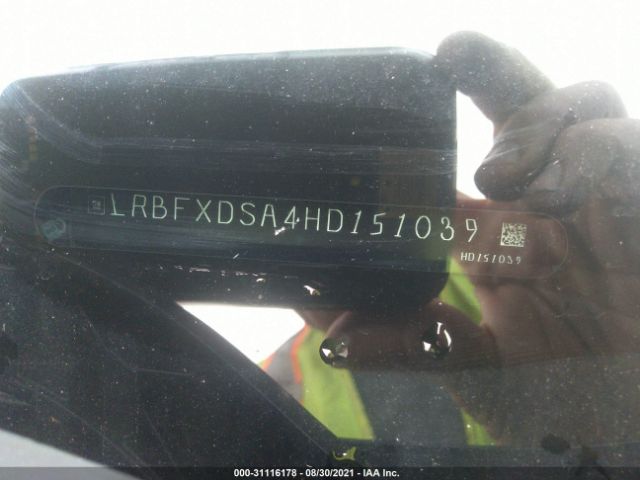 LRBFXDSA4HD151039
HD151039
000-31116178 - 08/30/2021 - IAA Inc.